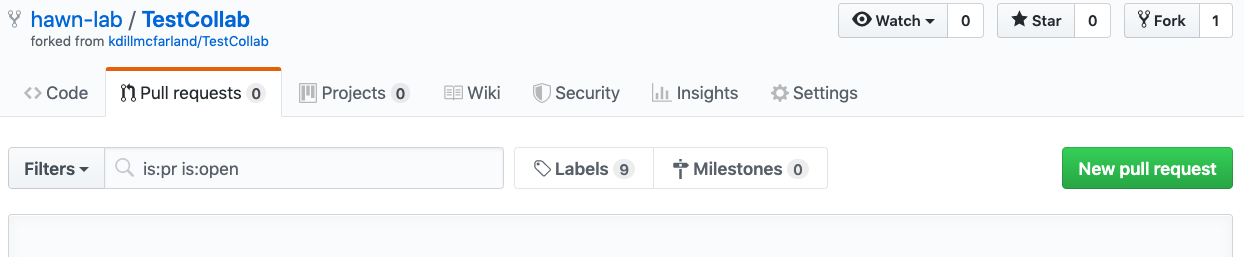 hawn-lab / TestCollab
Watch 0 Star 0 Fork 1
forked from kdillmcfarland/TestCollab
Code Pull requests 0 Projects 0 Wiki Security Insights Settings
Filters is:pr is:open Labels 9 Milestones 0 New pull request